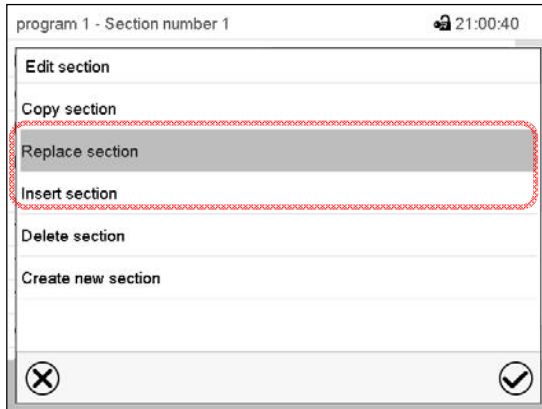 program 1 - Section number 1 21:00:40
Edit section
Copy section
Replace section
Insert section
Delete section
Create new section